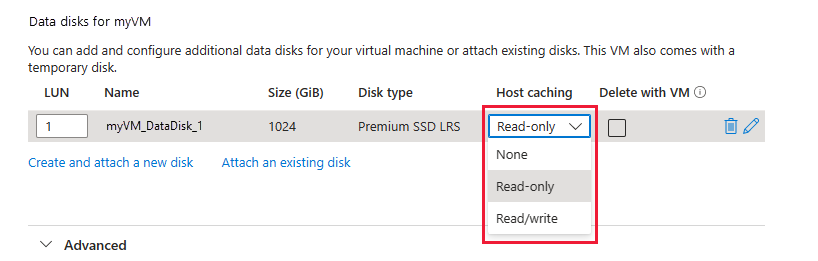 Data disks for myVM
You can add and configure additional data disks for your virtual machine or attach existing disks. This VM also comes with a
temporary disk.
LUN Name Size (GiB) Disk type Host caching Delete with VM
1 myVM_DataDisk_1 1024 Premium SSD LRS Read-only
None
Create and attach a new disk Attach an existing disk
Read-only
Read/write
Advanced